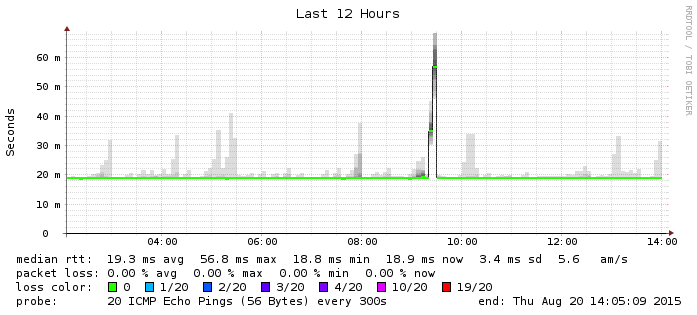 Last 12 Hours
RRDTOOL / TOBI OETIKER
Seconds
60 m
50 m
40 m
30 m
20 m
10 m
0
04:00 06:00 08:00 10:00 12:00 14:00
median rtt: 19.3 ms avg 56.8 ms max 18.8 ms min 18.9 ms now 3.4 ms sd 5.6 am/s
packet loss: 0.00 % avg 0.00 % max 0.00 % min 0.00 % now
loss color: 0 1/20 2/20 3/20 4/20 10/20 19/20
probe: 20 ICMP Echo Pings (56 Bytes) every 300s end: Thu Aug 20 14:05:09 2015